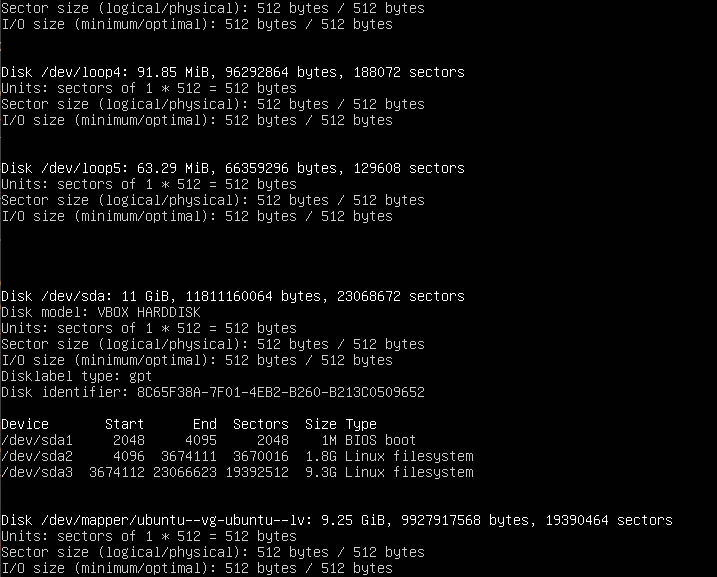 Sector size (logical/physical): 512 bytes / 512 bytes
I/O size (minimum/optimal): 512 bytes / 512 bytes
Disk /dev/loop4: 91.85 MiB, 96292864 bytes, 188072 sectors
Units: sectors of 1 * 512 = 512 bytes
Sector size (logical/physical): 512 bytes / 512 bytes
I/O size (minimum/optimal): 512 bytes / 512 bytes
Disk /dev/loop5: 63.29 MiB, 66359296 bytes, 129608 sectors
Units: sectors of 1 * 512 = 512 bytes
Sector size (logical/physical): 512 bytes / 512 bytes
I/O size (minimum/optimal): 512 bytes / 512 bytes
Disk /dev/sda: 11 GiB, 11811160064 bytes, 23068672 sectors
Disk model: VBOX HARDDISK
Units: sectors of 1 * 512 = 512 bytes
Sector size (logical/physical): 512 bytes / 512 bytes
I/O size (minimum/optimal): 512 bytes / 512 bytes
Disklabel type: gpt
Disk identifier: 8C65F38A-7F01-4EB2-B260-B213C0509652
Device Start End Sectors Size Type
/dev/sda1 2048 4095 2048 1M BIOS boot
/dev/sda2 4096 3674111 3670016 1.8G Linux filesystem
/dev/sda3 3674112 23066623 19392512 9.3G Linux filesystem
Disk /dev/mapper/ubuntu--vg-ubuntu--lv: 9.25 GiB, 9927917568 bytes, 19390464 sectors
Units: sectors of 1 * 512 = 512 bytes
Sector size (logical/physical): 512 bytes / 512 bytes
I/O size (minimum/optimal): 512 bytes / 512 bytes